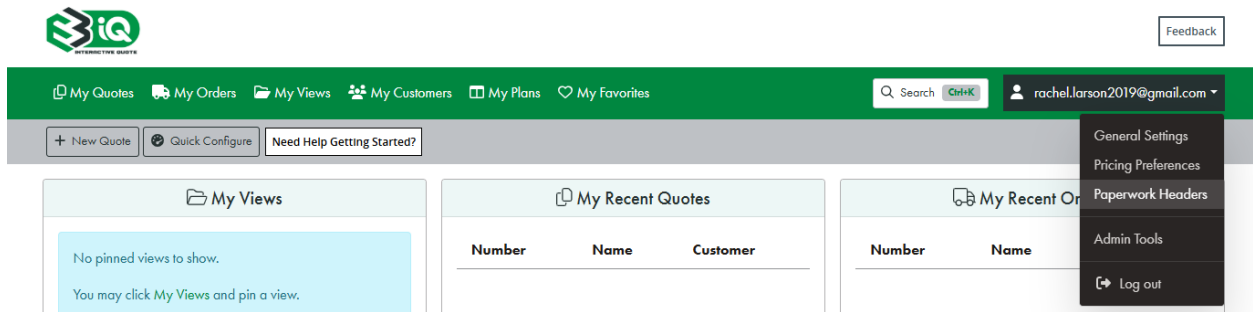 iQ
INTERACTIVE QUOTE
Feedback
My Quotes My Orders My Views My Customers My Plans My Favorites Search Ctrl+K rachel.larson2019@gmail.com
+ New Quote Quick Configure Need Help Getting Started?
General Settings
Pricing Preferences
Paperwork Headers
Admin Tools
Log out
My Views
No pinned views to show.
You may click My Views and pin a view.
My Recent Quotes
Number Name Customer
My Recent Or
Number Name